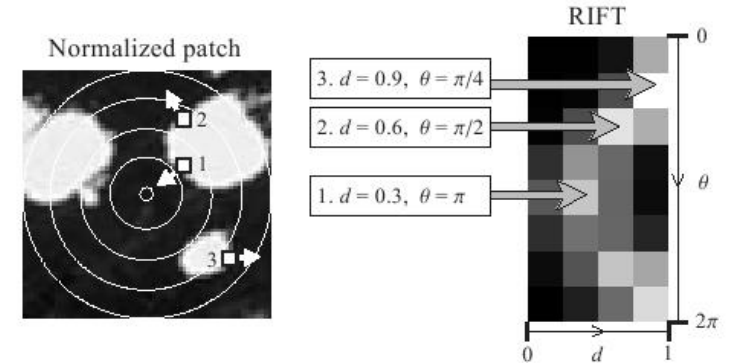 Normalized patch
1
2
3
RIFT
3. d = 0.9, θ = π/4
2. d = 0.6, θ = π/2
1. d = 0.3, θ = π
0
θ
2π
0
d
1